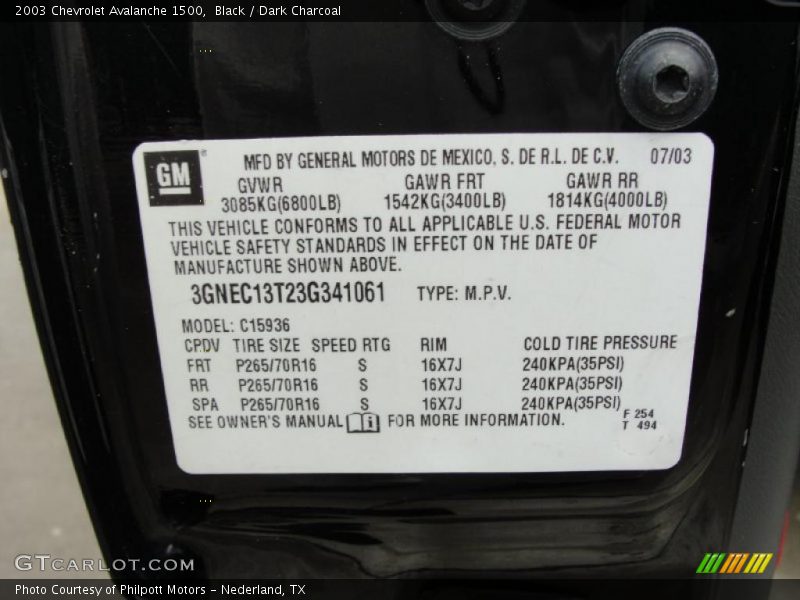 2003 Chevrolet Avalanche 1500,  Black / Dark Charcoal
GM
MFD BY GENERAL MOTORS DE MEXICO, S. DE R.L. DE C.V. 07/03
GVWR GAWR FRT GAWR RR
3085KG(6800LB) 1542KG(3400LB) 1814KG(4000LB)
THIS VEHICLE CONFORMS TO ALL APPLICABLE U.S. FEDERAL MOTOR
VEHICLE SAFETY STANDARDS IN EFFECT ON THE DATE OF
MANUFACTURE SHOWN ABOVE.
3GNEC13T23G341061 TYPE: M.P.V.
MODEL: C15936
CPDV TIRE SIZE SPEED RTG RIM COLD TIRE PRESSURE
FRT P265/70R16 S 16X7J 240KPA(35PSI)
RR P265/70R16 S 16X7J 240KPA(35PSI)
SPA P265/70R16 S 16X7J 240KPA(35PSI)
SEE OWNER'S MANUAL i FOR MORE INFORMATION.
F 254
T 494
GTCARLOT.COM
Photo Courtesy of Philpott Motors - Nederland, TX